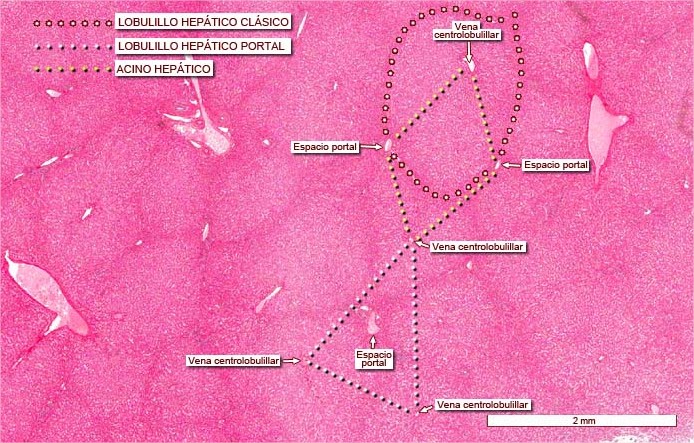 LOBULILLO HEPÁTICO CLÁSICO
LOBULILLO HEPÁTICO PORTAL
ACINO HEPÁTICO
Vena
centrolobulillar
Espacio portal
Espacio portal
Vena centrolobulillar
Espacio
portal
Vena centrolobulillar
Vena centrolobulillar
2 mm